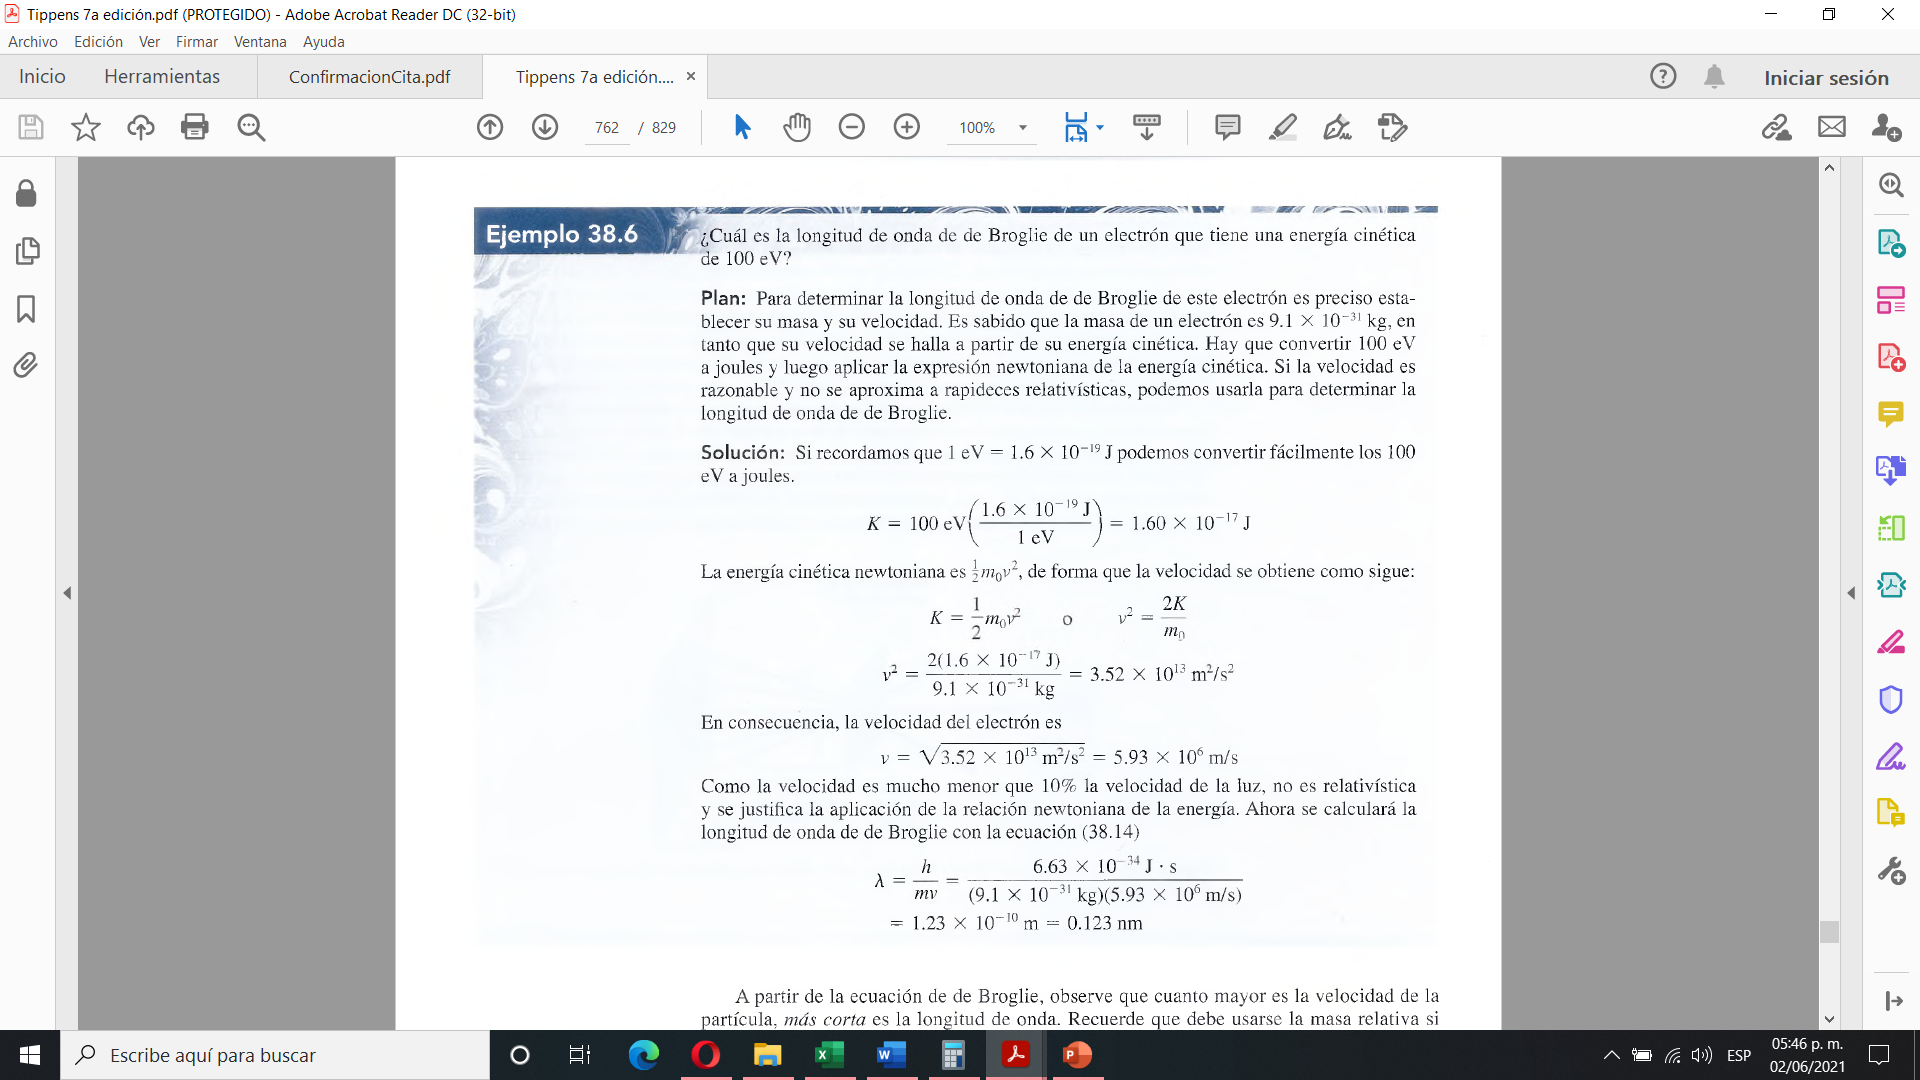 Tippens 7a edición.pdf (PROTEGIDO) - Adobe Acrobat Reader DC (32-bit)
Archivo Edición Ver Firmar Ventana Ayuda
Inicio Herramientas ConfirmacionCita.pdf Tippens 7a edición.... × Iniciar sesión
762 / 829 100%
Ejemplo 38.6
¿Cuál es la longitud de onda de de Broglie de un electrón que tiene una energía cinética
de 100 eV?
Plan: Para determinar la longitud de onda de de Broglie de este electrón es preciso esta-
blecer su masa y su velocidad. Es sabido que la masa de un electrón es 9.1 × 10⁻³¹ kg, en
tanto que su velocidad se halla a partir de su energía cinética. Hay que convertir 100 eV
a joules y luego aplicar la expresión newtoniana de la energía cinética. Si la velocidad es
razonable y no se aproxima a rapideces relativísticas, podemos usarla para determinar la
longitud de onda de de Broglie.
Solución: Si recordamos que 1 eV = 1.6 × 10⁻¹⁹ J podemos convertir fácilmente los 100
eV a joules.
K = 100 eV(1.6 × 10⁻¹⁹ J / 1 eV) = 1.60 × 10⁻¹⁷ J
La energía cinética newtoniana es ½m₀v², de forma que la velocidad se obtiene como sigue:
K = 1/2 m₀v² o v² = 2K/m₀
v² = 2(1.6 × 10⁻¹⁷ J) / 9.1 × 10⁻³¹ kg = 3.52 × 10¹³ m²/s²
En consecuencia, la velocidad del electrón es
v = √3.52 × 10¹³ m²/s² = 5.93 × 10⁶ m/s
Como la velocidad es mucho menor que 10% la velocidad de la luz, no es relativística
y se justifica la aplicación de la relación newtoniana de la energía. Ahora se calculará la
longitud de onda de de Broglie con la ecuación (38.14)
λ = h/mv = 6.63 × 10⁻³⁴ J · s / (9.1 × 10⁻³¹ kg)(5.93 × 10⁶ m/s)
= 1.23 × 10⁻¹⁰ m = 0.123 nm
A partir de la ecuación de de Broglie, observe que cuanto mayor es la velocidad de la
partícula, más corta es la longitud de onda. Recuerde que debe usarse la masa relativa si
Escribe aquí para buscar
ESP
05:46 p. m.
02/06/2021